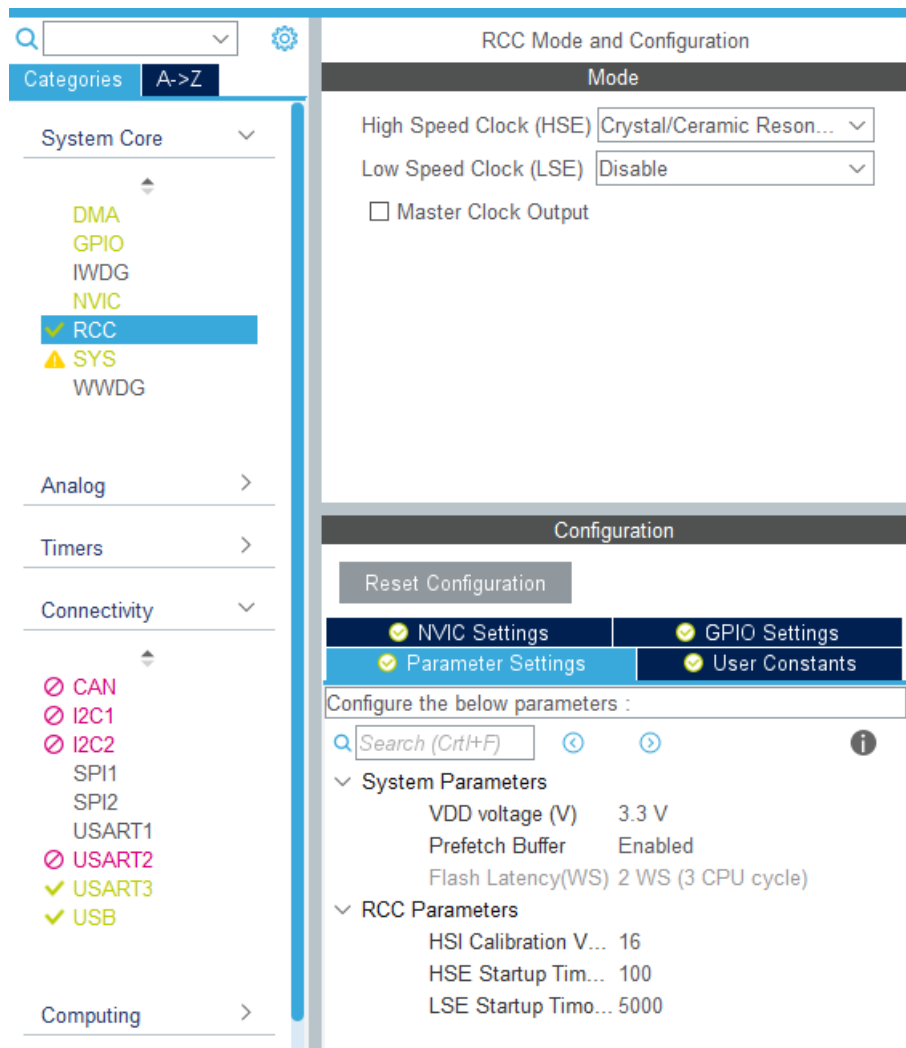 Categories
A->Z
System Core
DMA
GPIO
IWDG
NVIC
RCC
SYS
WWDG
Analog
Timers
Connectivity
CAN
I2C1
I2C2
SPI1
SPI2
USART1
USART2
USART3
USB
Computing
RCC Mode and Configuration
Mode
High Speed Clock (HSE) Crystal/Ceramic Reson...
Low Speed Clock (LSE) Disable
Master Clock Output
Configuration
Reset Configuration
NVIC Settings
GPIO Settings
Parameter Settings
User Constants
Configure the below parameters :
Search (Crtl+F)
System Parameters
VDD voltage (V) 3.3 V
Prefetch Buffer Enabled
Flash Latency(WS) 2 WS (3 CPU cycle)
RCC Parameters
HSI Calibration V... 16
HSE Startup Tim... 100
LSE Startup Timo... 5000